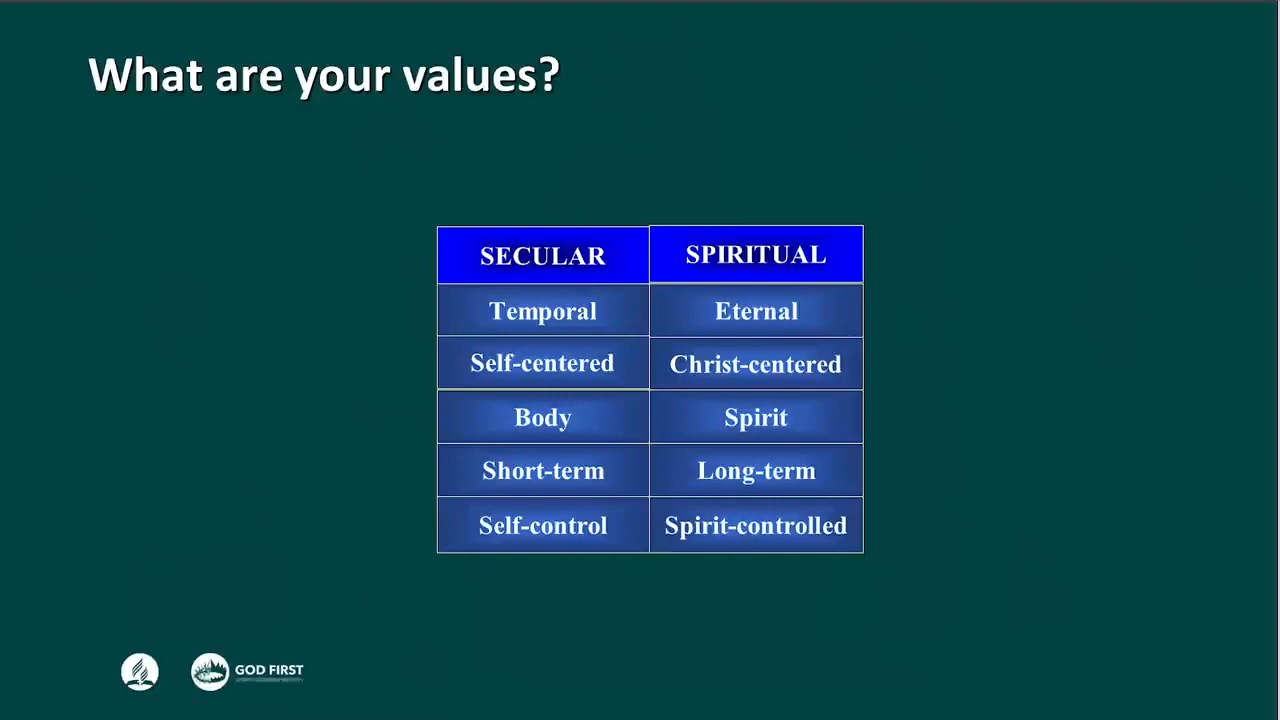 What are your values?
SECULAR SPIRITUAL
Temporal Eternal
Self-centered Christ-centered
Body Spirit
Short-term Long-term
Self-control Spirit-controlled
GOD FIRST